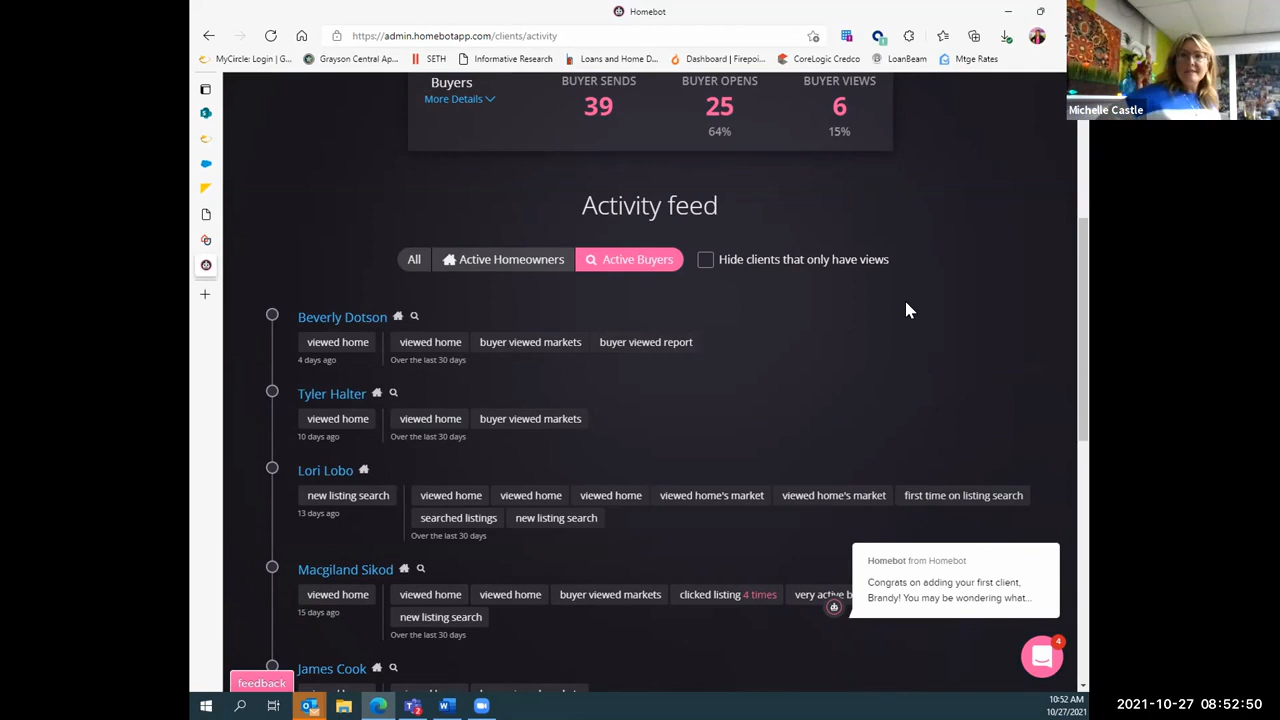 Homebot
https://admin.homebotapp.com/clients/activity
MyCircle: Login | G...
Grayson Central Ap...
SETH
Informative Research
Loans and Home D...
Dashboard | Firepoi...
CoreLogic Credco
LoanBeam
Mtge Rates
Michelle Castle
Buyers
More Details
BUYER SENDS
39
BUYER OPENS
25
64%
BUYER VIEWS
6
15%
Activity feed
All
Active Homeowners
Active Buyers
Hide clients that only have views
Beverly Dotson
viewed home
4 days ago
viewed home buyer viewed markets buyer viewed report
Over the last 30 days
Tyler Halter
viewed home
10 days ago
viewed home buyer viewed markets
Over the last 30 days
Lori Lobo
new listing search
13 days ago
viewed home viewed home viewed home viewed home's market viewed home's market first time on listing search
searched listings new listing search
Over the last 30 days
Macgiland Sikod
viewed home
15 days ago
viewed home viewed home buyer viewed markets clicked listing 4 times very active b
new listing search
Over the last 30 days
James Cook
Homebot from Homebot
Congrats on adding your first client,
Brandy! You may be wondering what...
4
feedback
10:52 AM
10/27/2021
2021-10-27 08:52:50